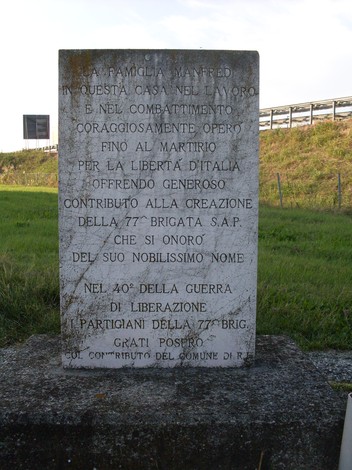 LA FAMIGLIA MANFREDI
IN QUESTA CASA NEL LAVORO
E NEL COMBATTIMENTO
CORAGGIOSAMENTE OPERÒ
FINO AL MARTIRIO
PER LA LIBERTÀ D'ITALIA
OFFRENDO GENEROSO
CONTRIBUTO ALLA CREAZIONE
DELLA 77^ BRIGATA S.A.P.
CHE SI ONORÒ
DEL SUO NOBILISSIMO NOME
NEL 40° DELLA GUERRA
DI LIBERAZIONE
I PARTIGIANI DELLA 77^ BRIG.
GRATI POSERO
COL CONTRIBUTO DEL COMUNE DI R.E.